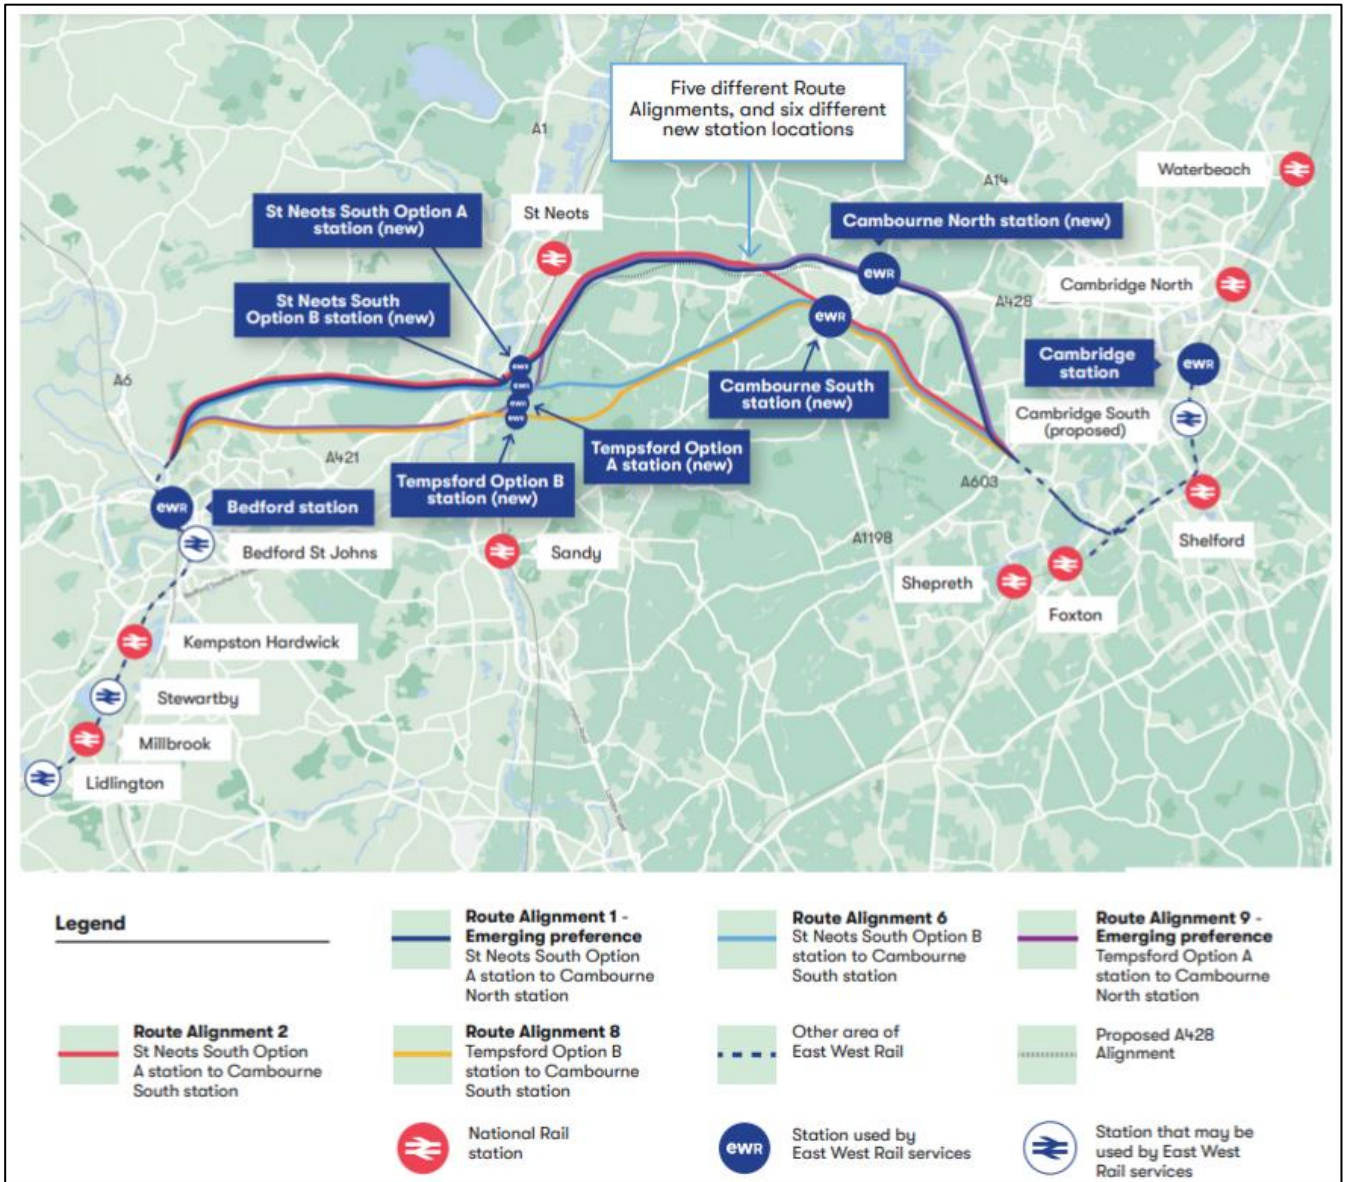 Five different Route
Alignments, and six different
new station locations
A1
A14
Waterbeach
St Neots South Option A
station (new)
St Neots
Cambourne North station (new)
ewR
Cambridge North
St Neots South
Option B station (new)
A428
ewR
Cambridge
station
ewR
A6
Cambourne South
station (new)
Cambridge South
(proposed)
Tempsford Option
A station (new)
A421
Tempsford Option B
station (new)
A603
ewR
Bedford station
Bedford St Johns
Sandy
A1198
Shelford
Shepreth
Foxton
Kempston Hardwick
Stewartby
Millbrook
Lidlington
Legend
Route Alignment 1 -
Emerging preference
St Neots South Option
A station to Cambourne
North station
Route Alignment 6
St Neots South Option B
station to Cambourne
South station
Route Alignment 9 -
Emerging preference
Tempsford Option A
station to Cambourne
North station
Route Alignment 2
St Neots South Option
A station to Cambourne
South station
Route Alignment 8
Tempsford Option B
station to Cambourne
South station
Other area of
East West Rail
Proposed A428
Alignment
National Rail
station
ewR
Station used by
East West Rail services
Station that may be
used by East West
Rail services